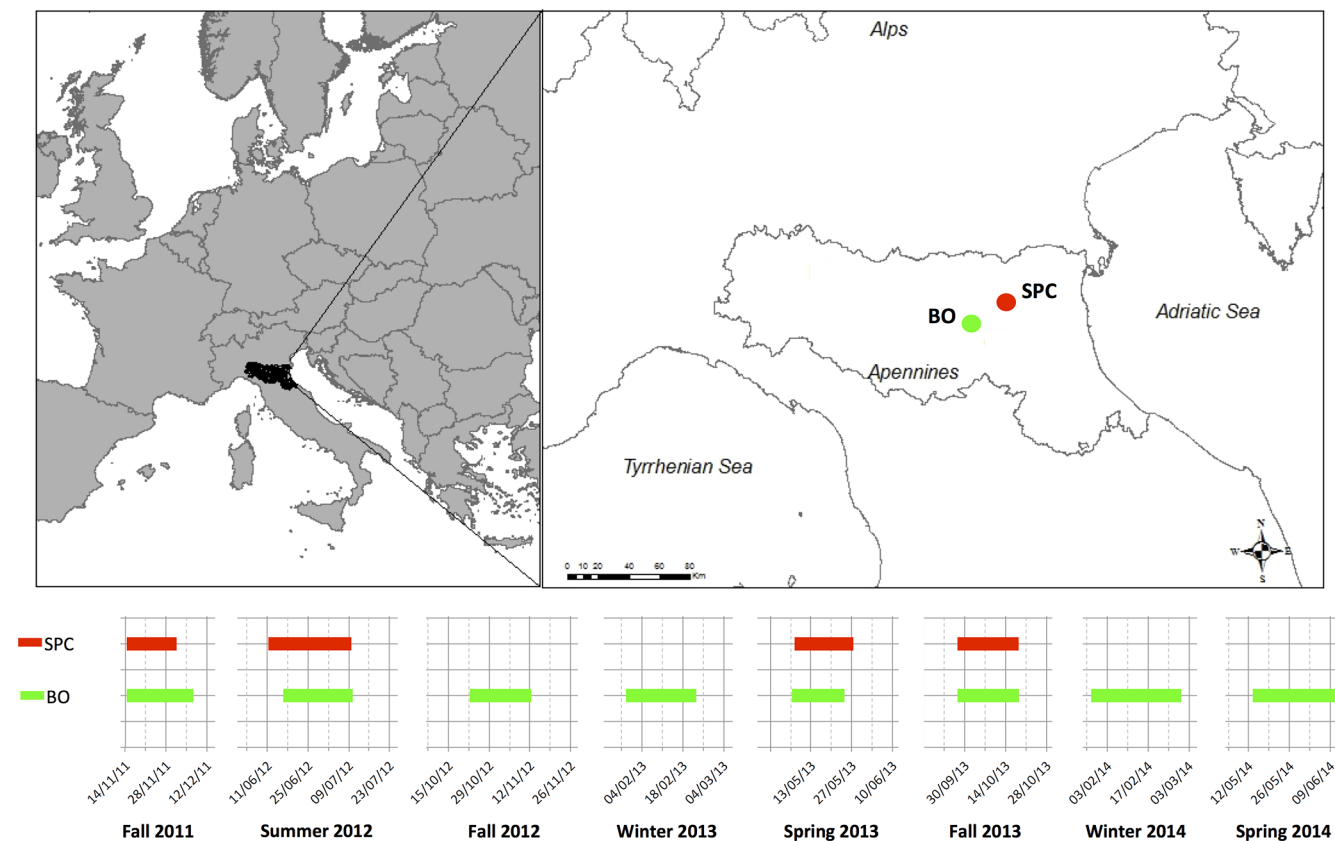 Alps
SPC
BO
Adriatic Sea
Apennines
Tyrrhenian Sea
N
W E
S
0 10 20 40 60 80
Km
SPC
BO
14/11/11 28/11/11 12/12/11 11/06/12 25/06/12 09/07/12 23/07/12 15/10/12 29/10/12 12/11/12 26/11/12 04/02/13 18/02/13 04/03/13 13/05/13 27/05/13 10/06/13 30/09/13 14/10/13 28/10/13 03/02/14 17/02/14 03/03/14 12/05/14 26/05/14 09/06/14
Fall 2011 Summer 2012 Fall 2012 Winter 2013 Spring 2013 Fall 2013 Winter 2014 Spring 2014